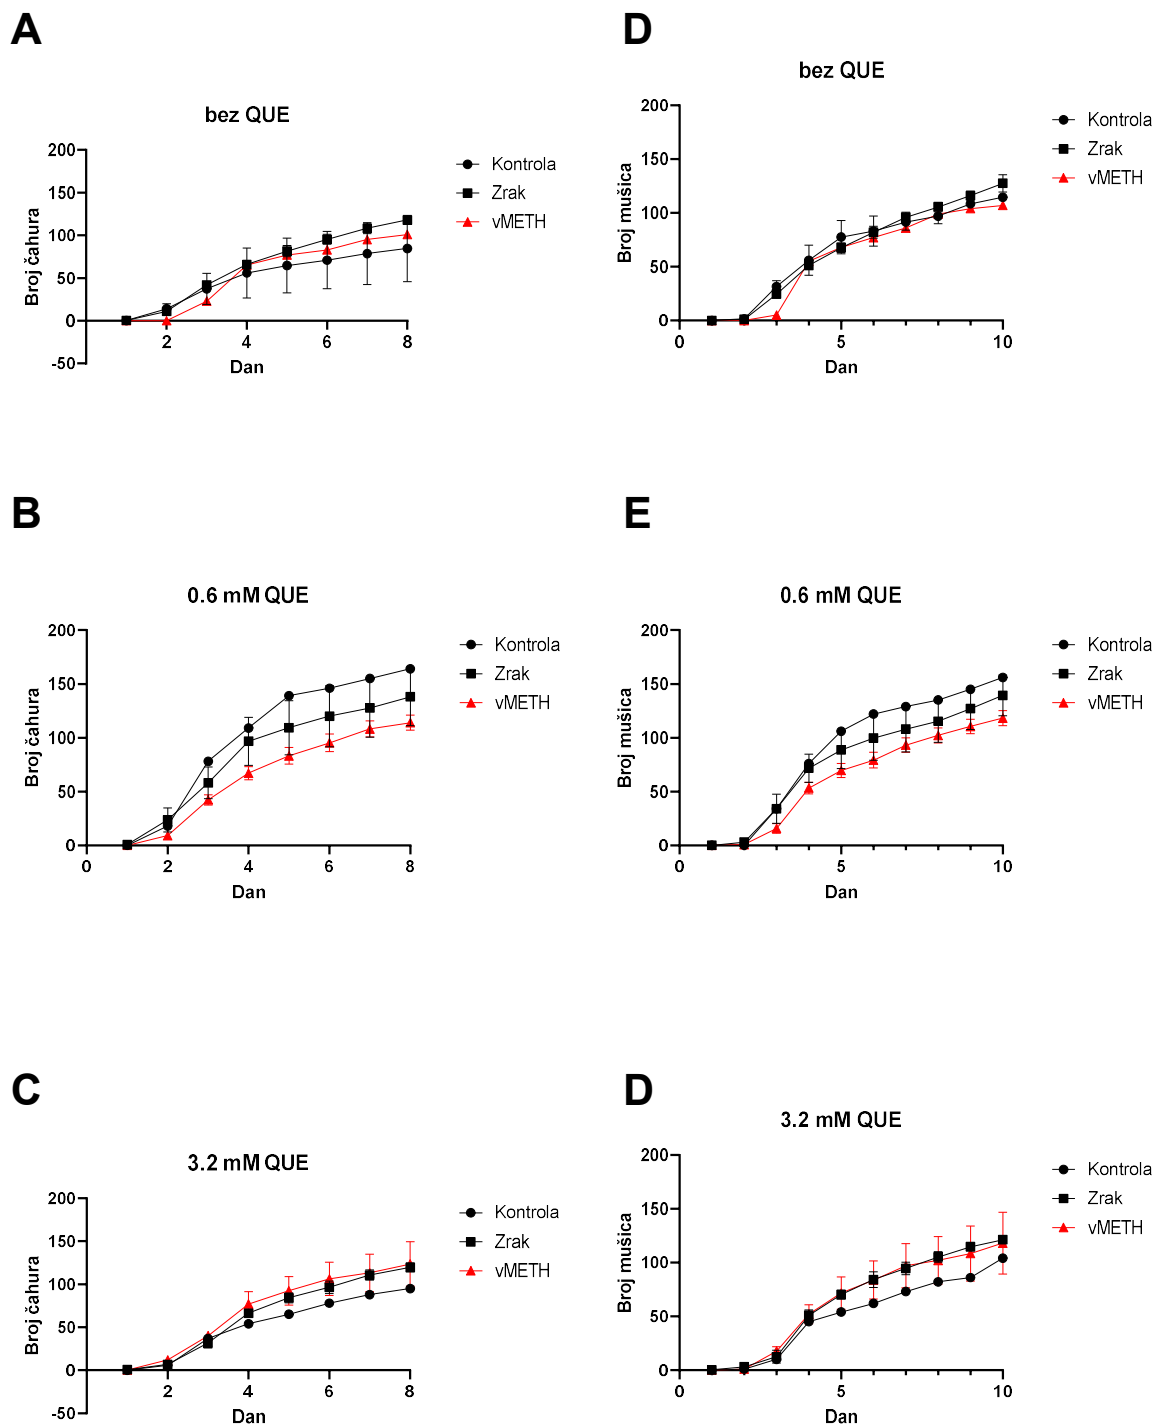 A
bez QUE
200
150
100
50
0
-50
2
4
6
8
Broj čahura
Dan
Kontrola
Zrak
vMETH
D
bez QUE
200
150
100
50
0
0
5
10
Broj mušica
Dan
Kontrola
Zrak
vMETH
B
0.6 mM QUE
200
150
100
50
0
0
2
4
6
8
Broj čahura
Dan
Kontrola
Zrak
vMETH
E
0.6 mM QUE
200
150
100
50
0
0
5
10
Broj mušica
Dan
Kontrola
Zrak
vMETH
C
3.2 mM QUE
200
150
100
50
0
-50
2
4
6
8
Broj čahura
Dan
Kontrola
Zrak
vMETH
D
3.2 mM QUE
200
150
100
50
0
0
5
10
Broj mušica
Dan
Kontrola
Zrak
vMETH